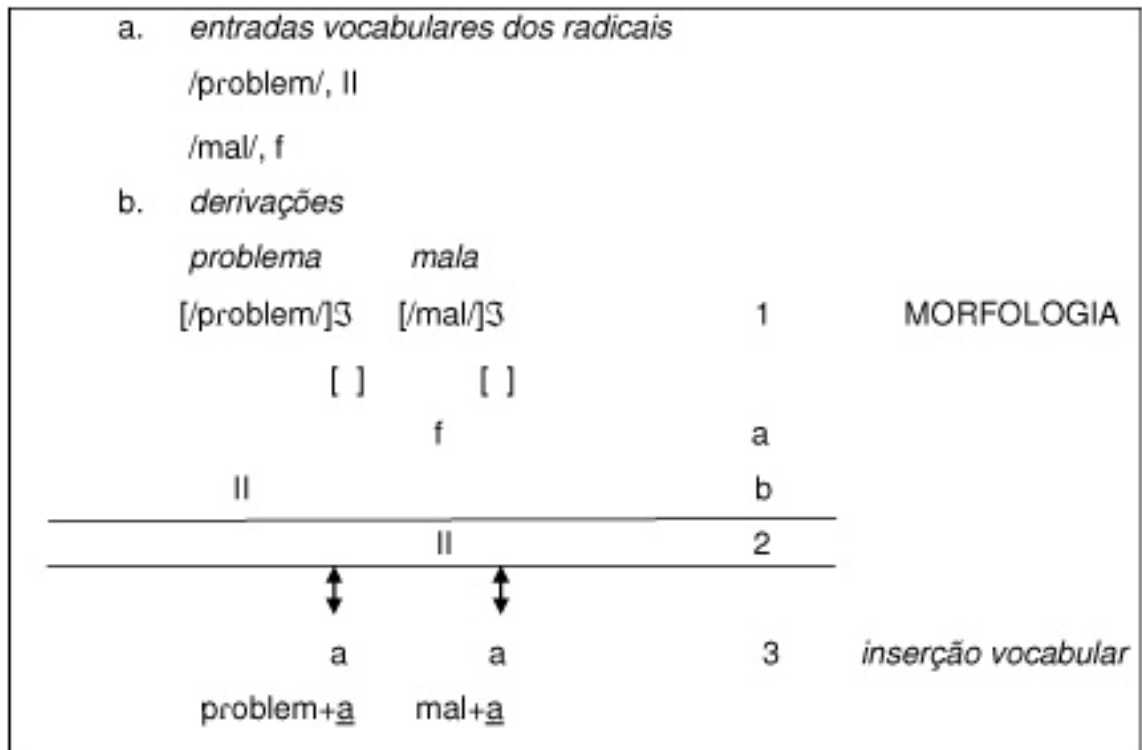 a. entradas vocabulares dos radicais
/problem/, II
/mal/, f
b. derivações
problema mala
[/problem/]ℑ [/mal/]ℑ 1 MORFOLOGIA
[ ] [ ]
f a
II b
II 2
a a 3 inserção vocabular
problem+a mal+a